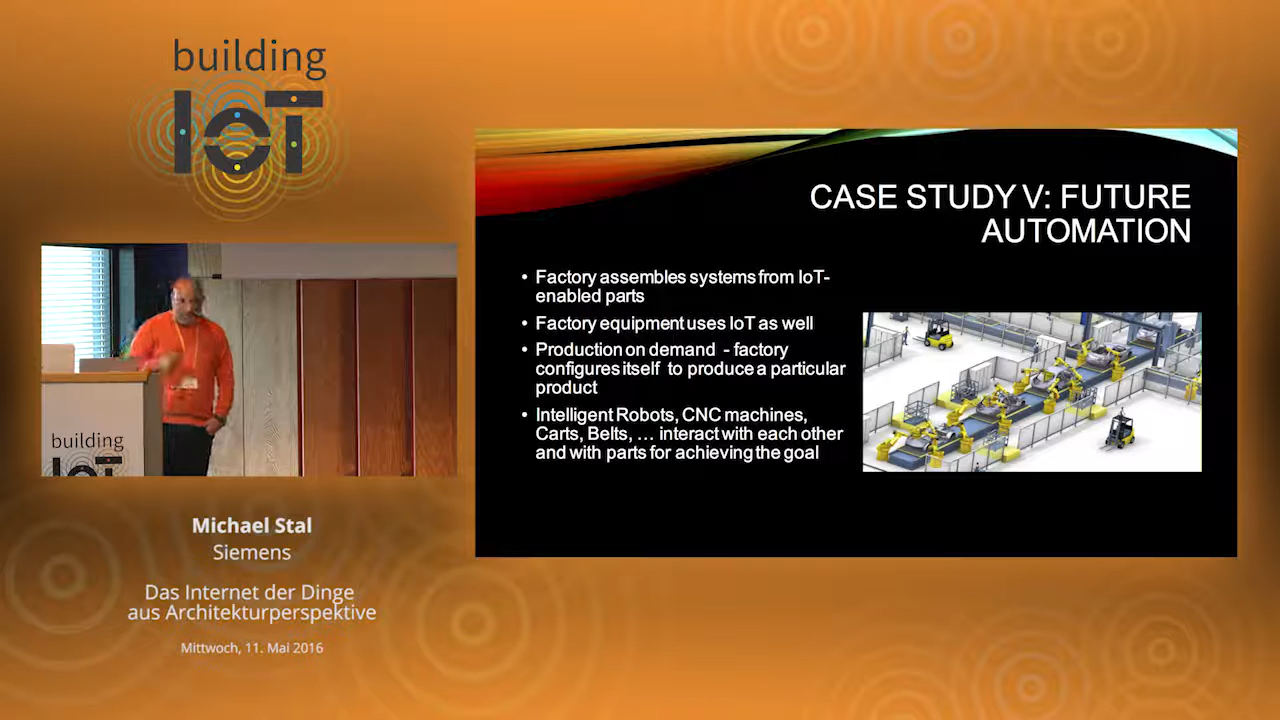 building
IoT
CASE STUDY V: FUTURE
AUTOMATION
• Factory assembles systems from IoT-
enabled parts
• Factory equipment uses IoT as well
• Production on demand - factory
configures itself to produce a particular
product
• Intelligent Robots, CNC machines,
Carts, Belts, … interact with each other
and with parts for achieving the goal
building
IoT
Michael Stal
Siemens
Das Internet der Dinge
aus Architekturperspektive
Mittwoch, 11. Mai 2016